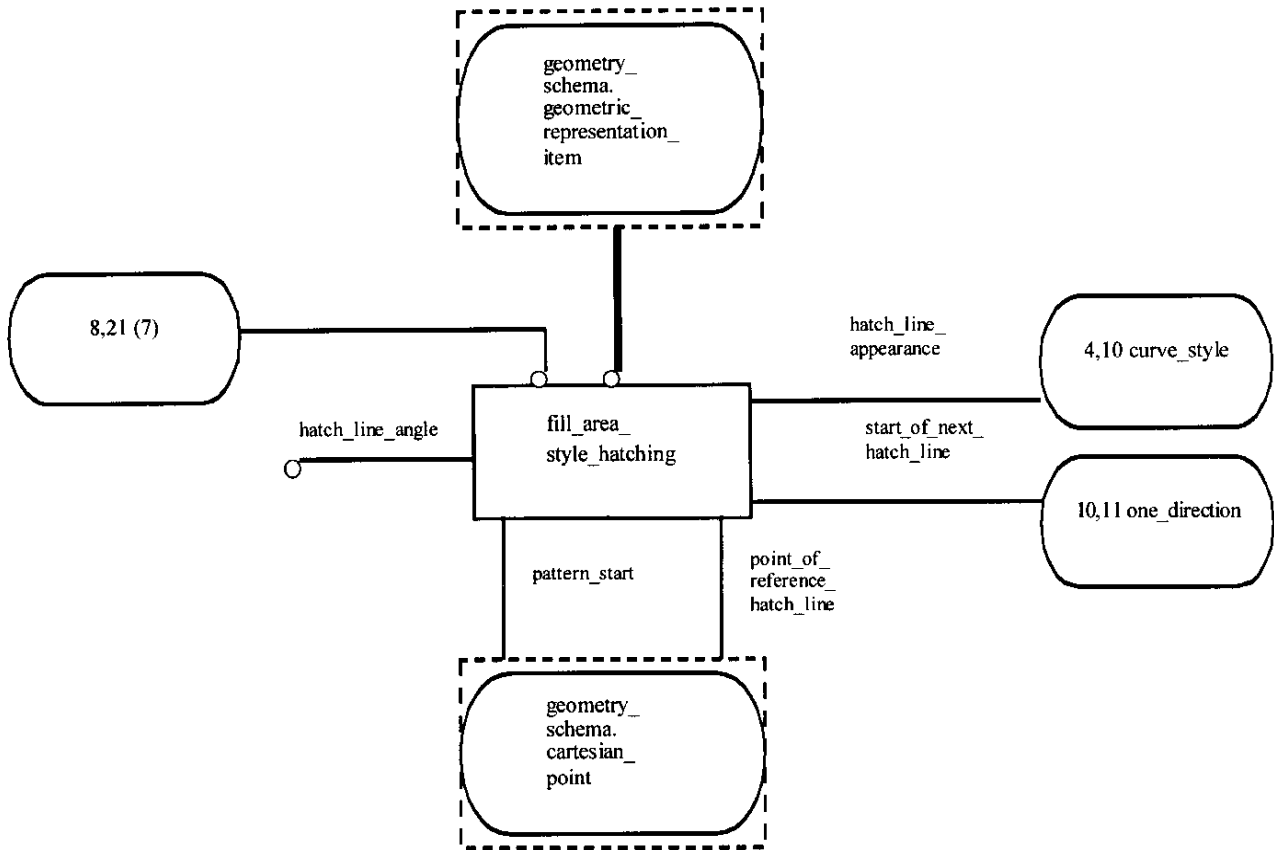 geometry_
schema.
geometric_
representation_
item
8,21 (7)
hatch_line_
appearance
4,10 curve_style
hatch_line_angle
fill_area_
style_hatching
start_of_next_
hatch_line
10,11 one_direction
pattern_start
point_of_
reference_
hatch_line
geometry_
schema.
cartesian_
point